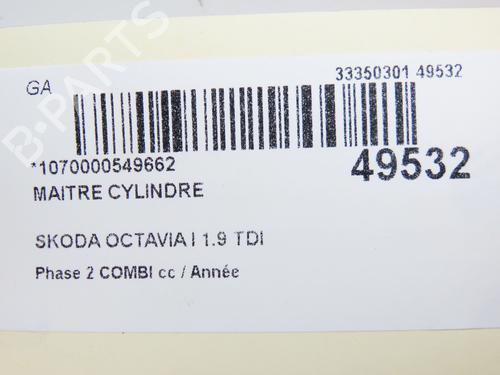 B-PARTS
GA
33350301 49532
*1070000549662
49532
MAITRE CYLINDRE
SKODA OCTAVIA I 1.9 TDI
Phase 2 COMBI cc / Année